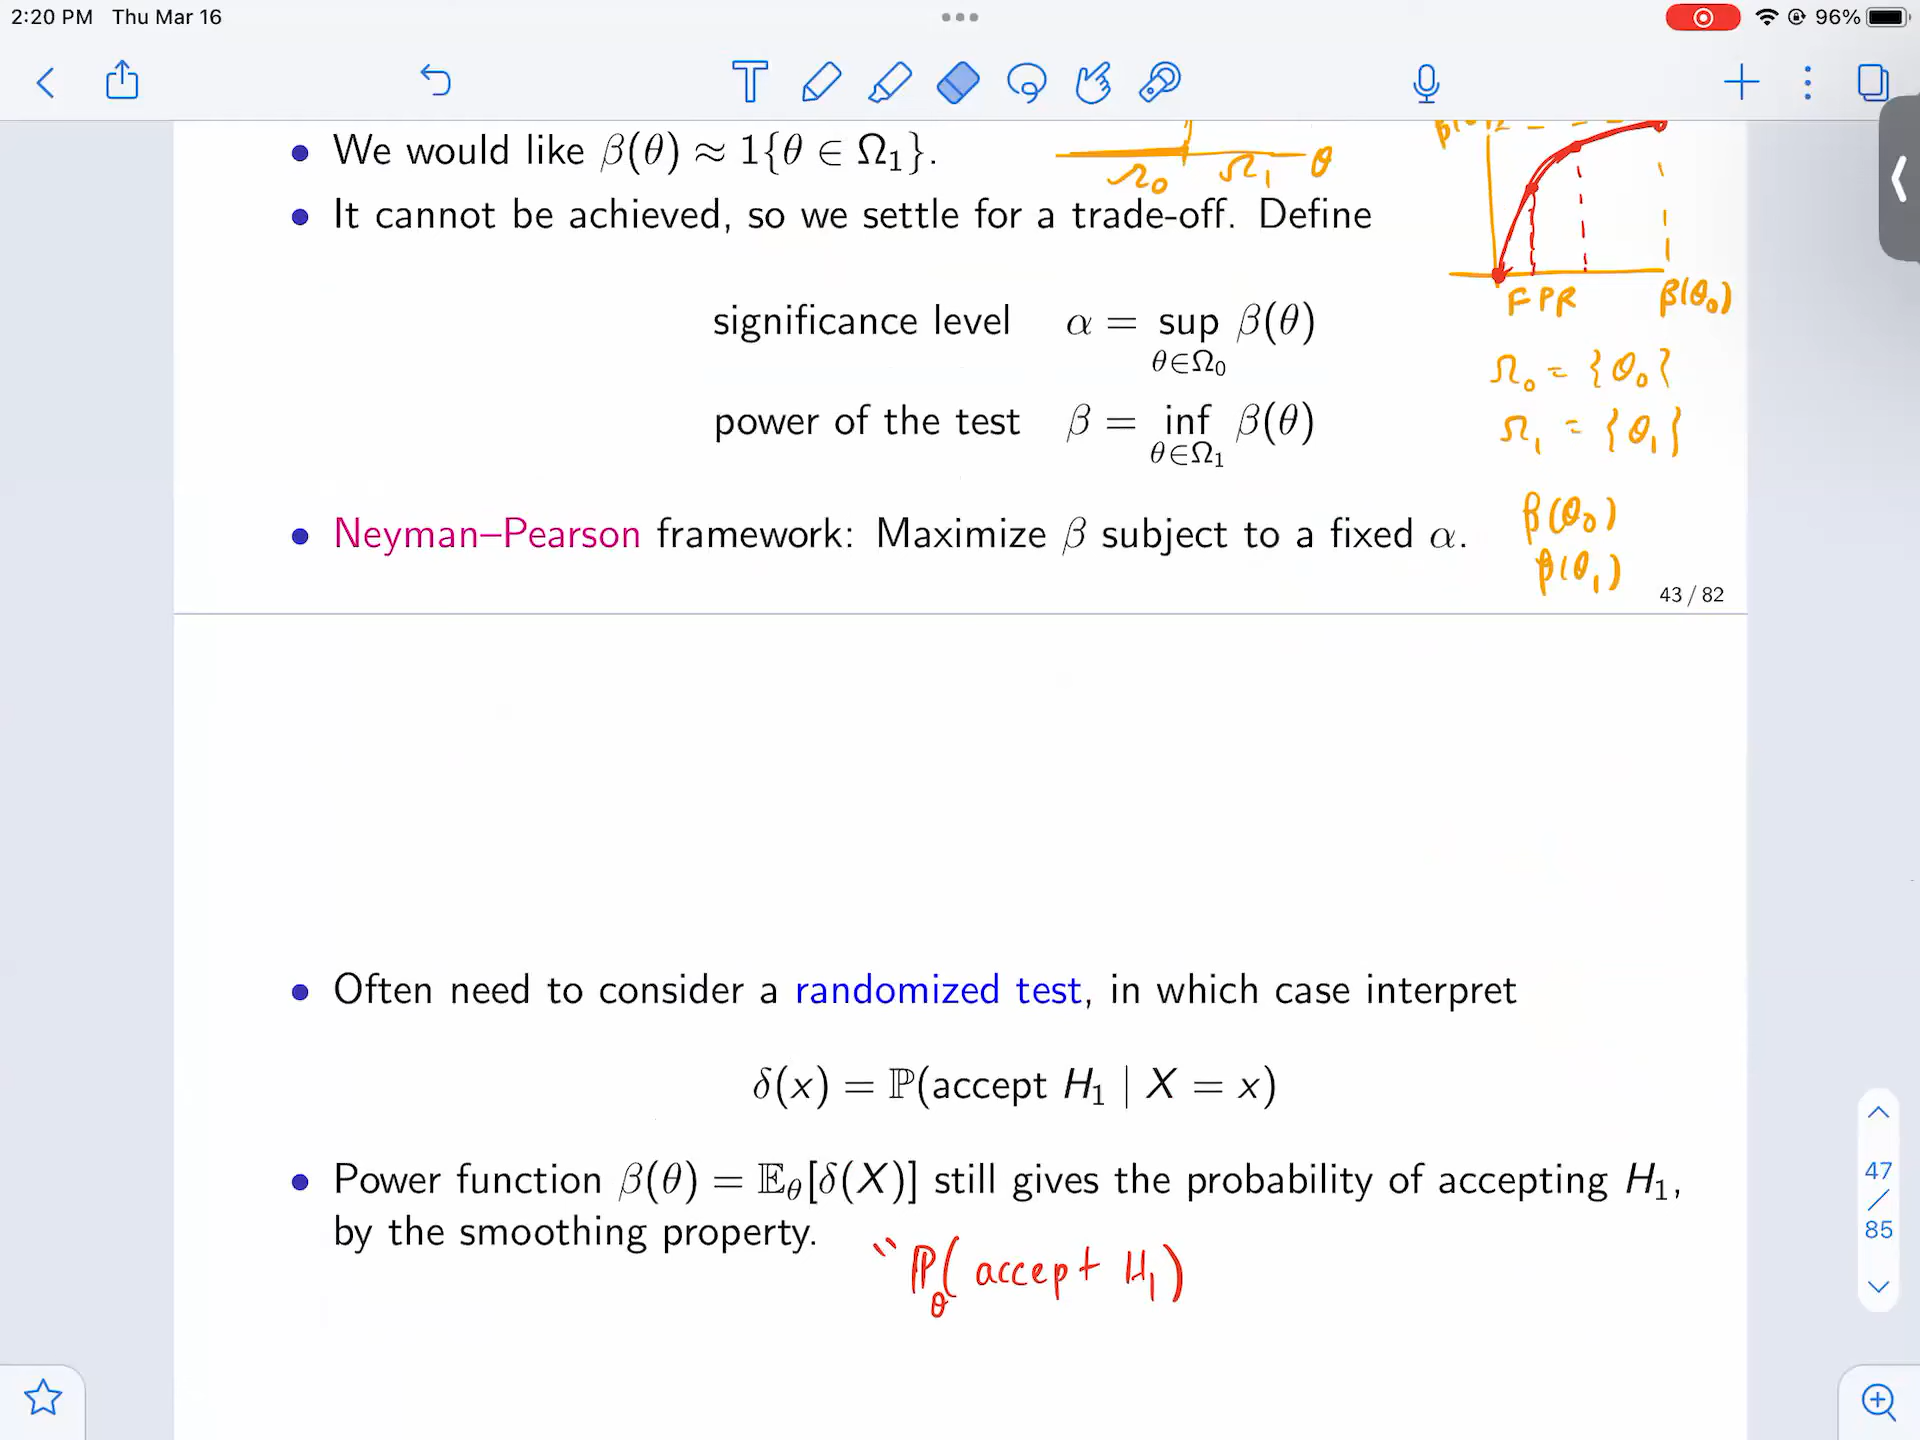 2:20 PM Thu Mar 16
96%
• We would like β(θ) ≈ 1{θ ∈ Ω₁}.
Ω₀ Ω₁ θ
• It cannot be achieved, so we settle for a trade-off. Define
FPR β(θ₀)
significance level α = sup β(θ)
θ∈Ω₀
Ω₀ = {θ₀}
power of the test β = inf β(θ)
θ∈Ω₁
Ω₁ = {θ₁}
• Neyman–Pearson framework: Maximize β subject to a fixed α.
β(θ₀)
β(θ₁)
43 / 82
• Often need to consider a randomized test, in which case interpret
δ(x) = ℙ(accept H₁ | X = x)
• Power function β(θ) = 𝔼θ[δ(X)] still gives the probability of accepting H₁,
by the smoothing property.
" ℙθ(accept H₁)
47
/
85